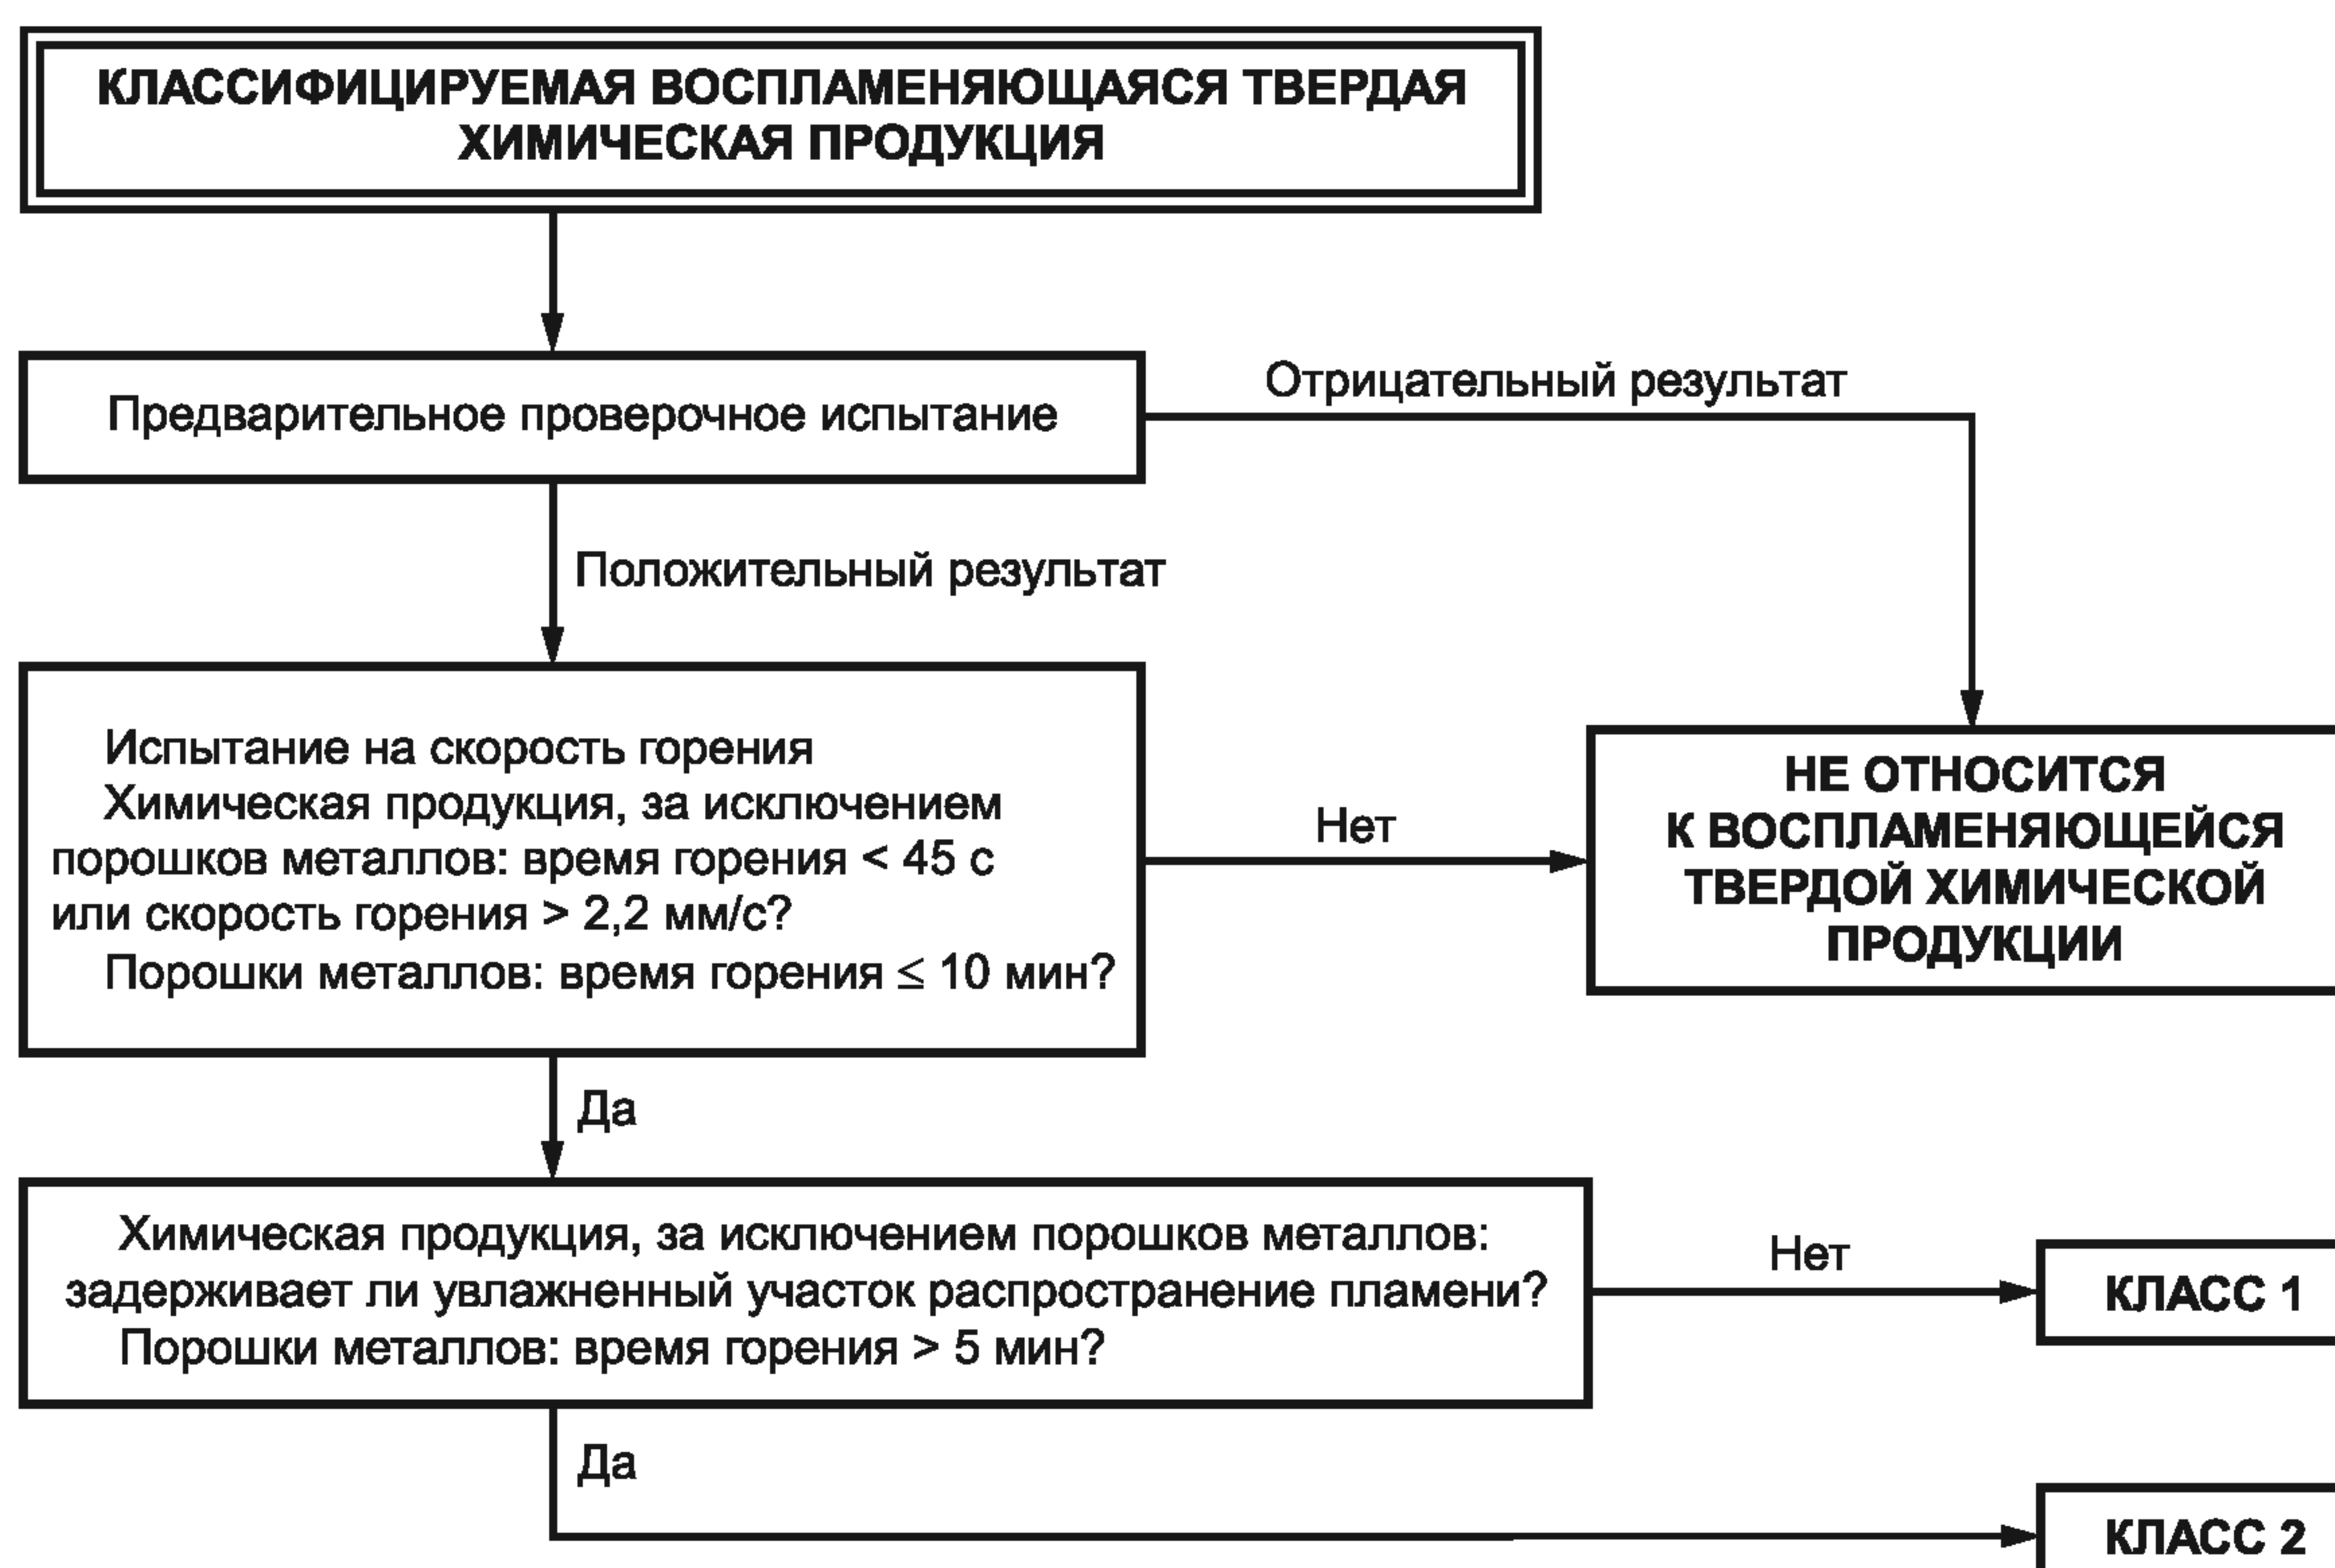 КЛАССИФИЦИРУЕМАЯ ВОСПЛАМЕНЯЮЩАЯСЯ ТВЕРДАЯ
ХИМИЧЕСКАЯ ПРОДУКЦИЯ
Предварительное проверочное испытание
Отрицательный результат
Положительный результат
Испытание на скорость горения
Химическая продукция, за исключением
порошков металлов: время горения < 45 с
или скорость горения > 2,2 мм/с?
Порошки металлов: время горения ≤ 10 мин?
Нет
НЕ ОТНОСИТСЯ
К ВОСПЛАМЕНЯЮЩЕЙСЯ
ТВЕРДОЙ ХИМИЧЕСКОЙ
ПРОДУКЦИИ
Да
Химическая продукция, за исключением порошков металлов:
задерживает ли увлажненный участок распространение пламени?
Порошки металлов: время горения > 5 мин?
Нет
КЛАСС 1
Да
КЛАСС 2